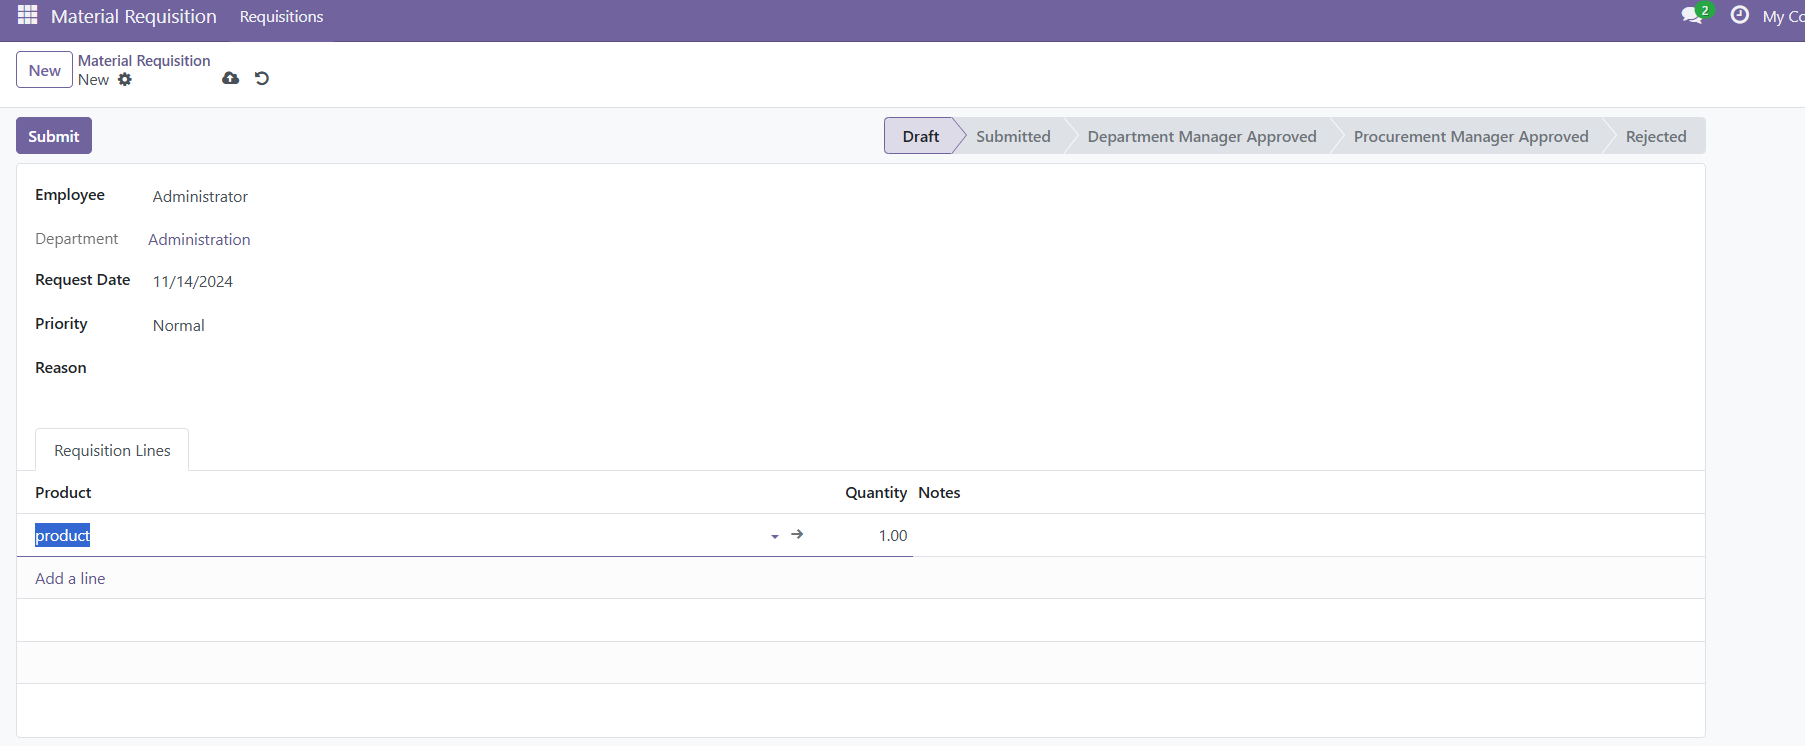 Material Requisition Requisitions 2 My Co
New Material Requisition
New
Submit Draft Submitted Department Manager Approved Procurement Manager Approved Rejected
Employee Administrator
Department Administration
Request Date 11/14/2024
Priority Normal
Reason
Requisition Lines
Product Quantity Notes
product 1.00
Add a line